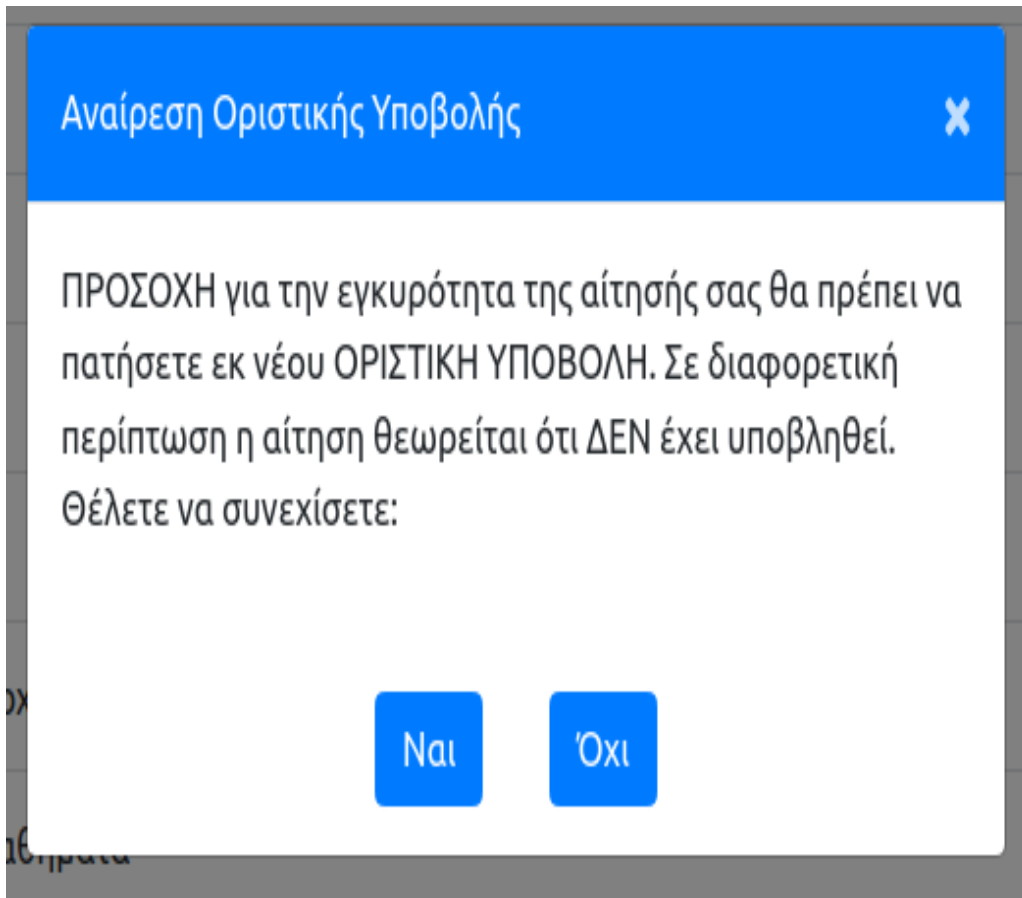 Αναίρεση Οριστικής Υποβολής
ΠΡΟΣΟΧΗ για την εγκυρότητα της αίτησής σας θα πρέπει να
πατήσετε εκ νέου ΟΡΙΣΤΙΚΗ ΥΠΟΒΟΛΗ. Σε διαφορετική
περίπτωση η αίτηση θεωρείται ότι ΔΕΝ έχει υποβληθεί.
Θέλετε να συνεχίσετε:
Ναι Όχι